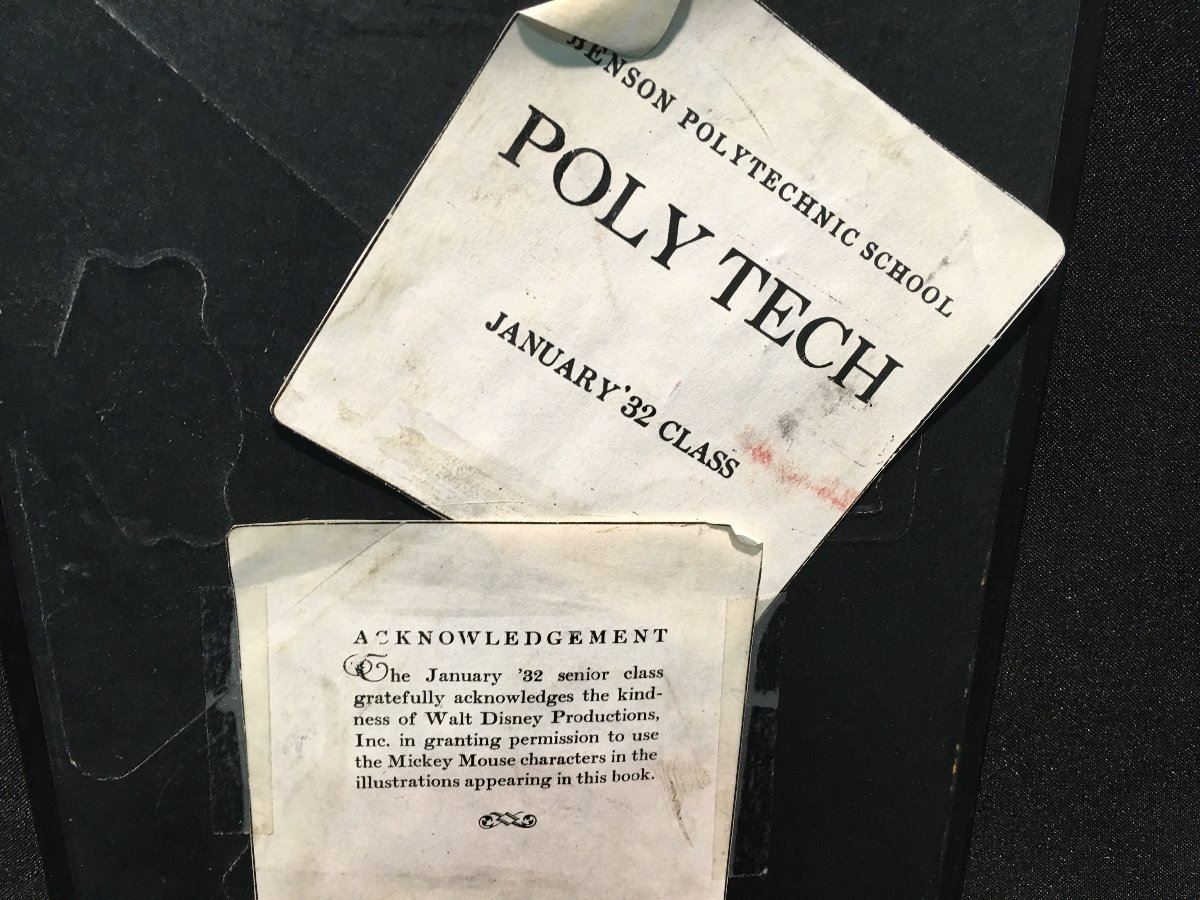 BENSON POLYTECHNIC SCHOOL
POLY TECH
JANUARY '32 CLASS
ACKNOWLEDGEMENT
The January '32 senior class
gratefully acknowledges the kind-
ness of Walt Disney Productions,
Inc. in granting permission to use
the Mickey Mouse characters in the
illustrations appearing in this book.